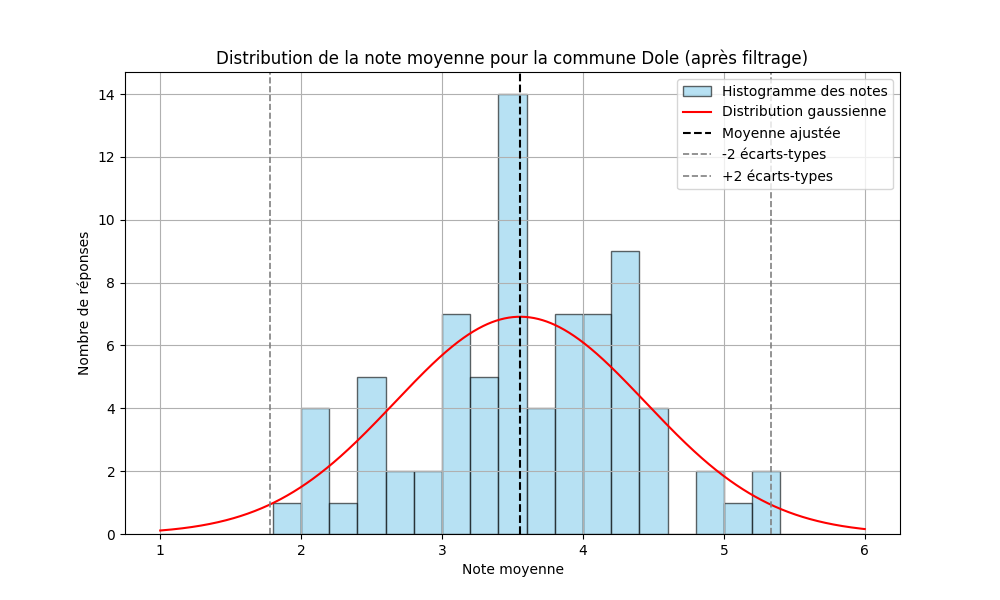 Distribution de la note moyenne pour la commune Dole (après filtrage)
Histogramme des notes
Distribution gaussienne
Moyenne ajustée
-2 écarts-types
+2 écarts-types
Nombre de réponses
14
12
10
8
6
4
2
0
1 2 3 4 5 6
Note moyenne